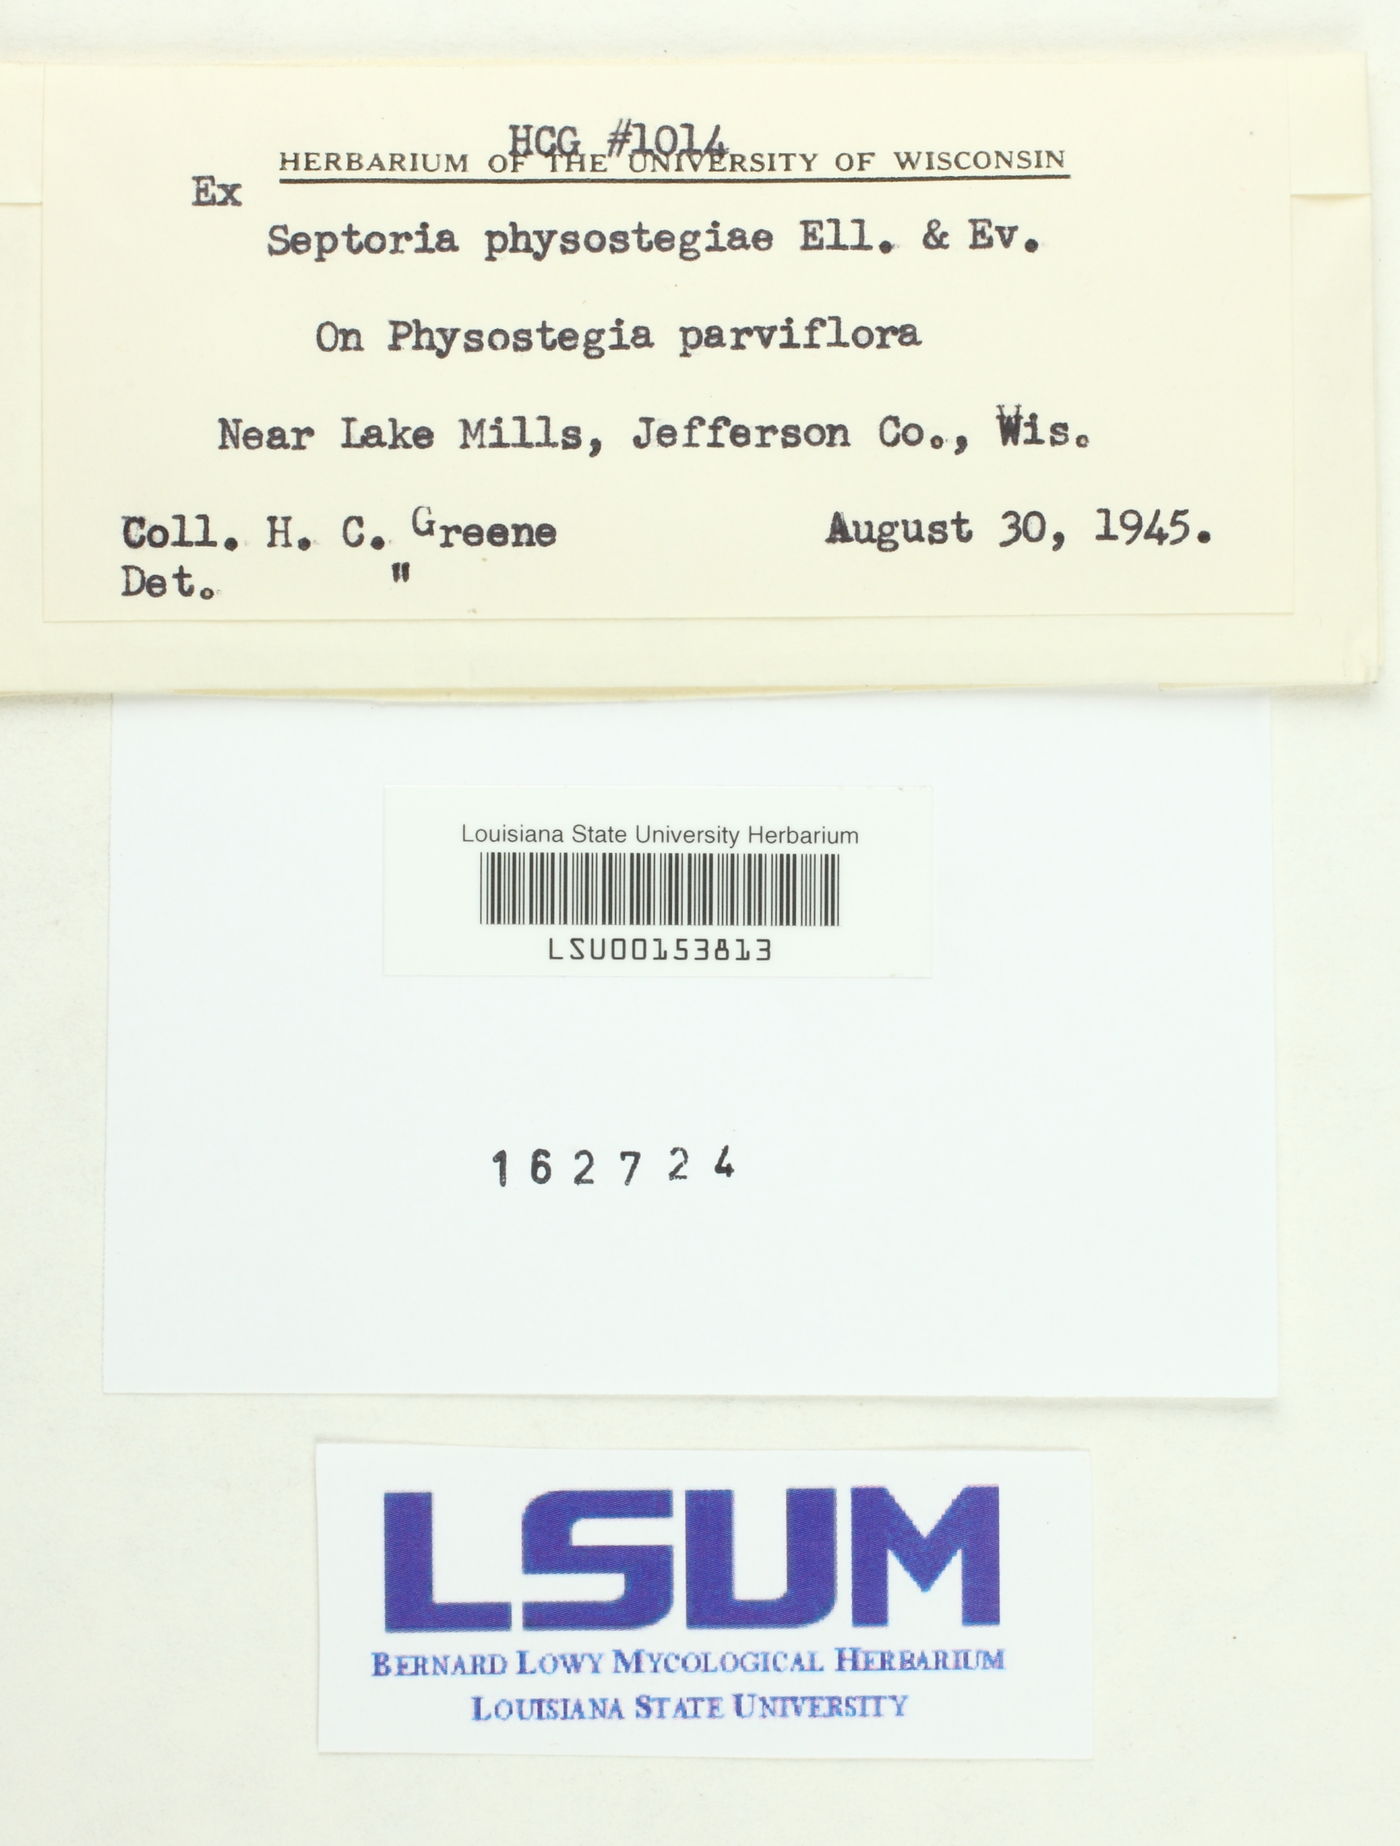 HCG #1014
HERBARIUM OF THE UNIVERSITY OF WISCONSIN
Ex
Septoria physostegiae Ell. & Ev.
On Physostegia parviflora
Near Lake Mills, Jefferson Co., Wis.
Coll. H. C. Greene August 30, 1945.
Det. "
Louisiana State University Herbarium
LSU00153813
162724
LSUM
BERNARD LOWY MYCOLOGICAL HERBARIUM
LOUISIANA STATE UNIVERSITY